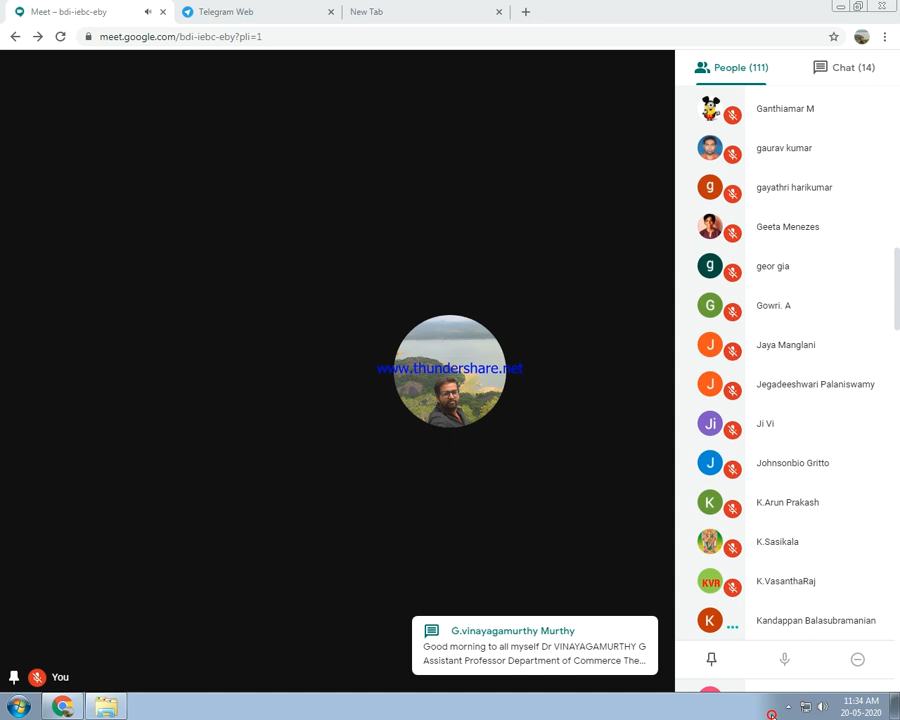 Meet – bdi-iebc-eby
Telegram Web
New Tab
meet.google.com/bdi-iebc-eby?pli=1
People (111)
Chat (14)
Ganthiamar M
gaurav kumar
g
gayathri harikumar
Geeta Menezes
g
geor gia
G
Gowri. A
J
Jaya Manglani
J
Jegadeeshwari Palaniswamy
Ji
Ji Vi
J
Johnsonbio Gritto
K
K.Arun Prakash
K.Sasikala
KVR
K.VasanthaRaj
K
Kandappan Balasubramanian
www.thundershare.net
G.vinayagamurthy Murthy
Good morning to all myself Dr VINAYAGAMURTHY G
Assistant Professor Department of Commerce The...
You
11:34 AM
20-05-2020